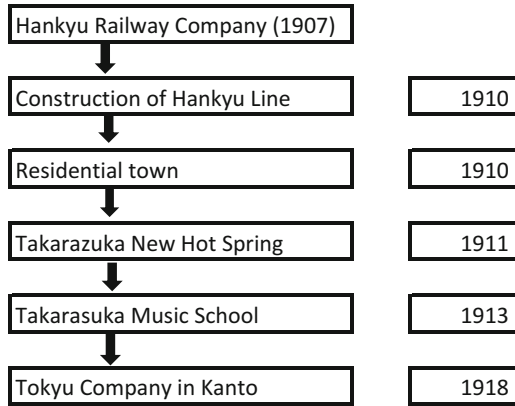 Hankyu Railway Company (1907)
Construction of Hankyu Line 1910
Residential town 1910
Takarazuka New Hot Spring 1911
Takarasuka Music School 1913
Tokyu Company in Kanto 1918